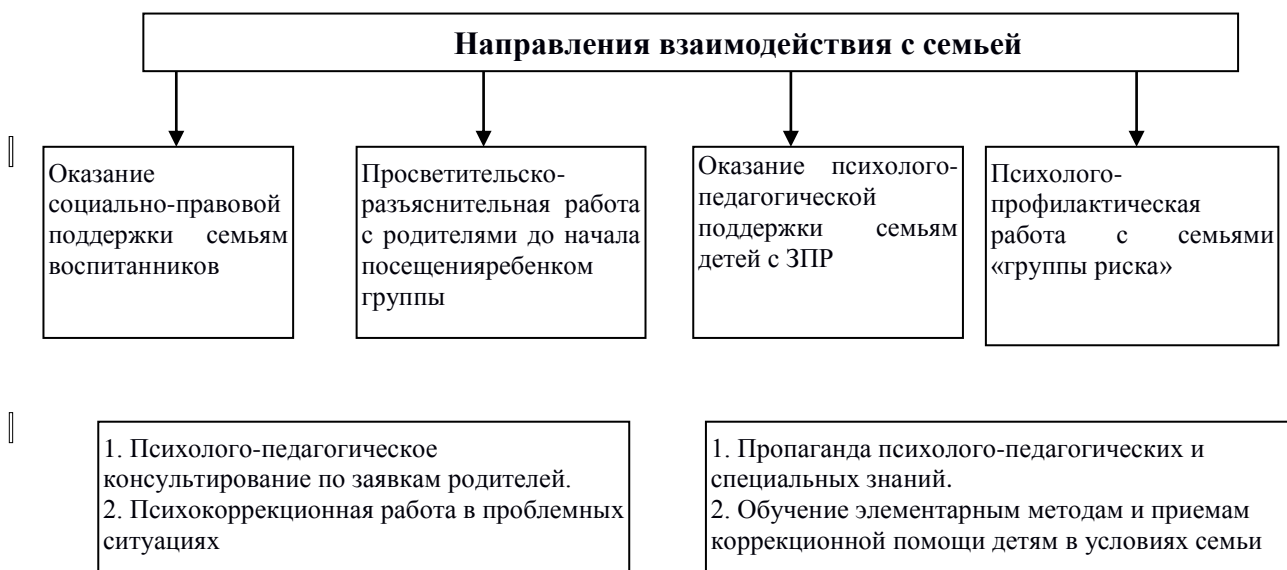 Направления взаимодействия с семьей
Оказание
социально-правовой
поддержки семьям
воспитанников
Просветительско-
разъяснительная работа
с родителями до начала
посещенияребенком
группы
Оказание психолого-
педагогической
поддержки семьям
детей с ЗПР
Психолого-
профилактическая
работа с семьями
«группы риска»
1. Психолого-педагогическое
консультирование по заявкам родителей.
2. Психокоррекционная работа в проблемных
ситуациях
1. Пропаганда психолого-педагогических и
специальных знаний.
2. Обучение элементарным методам и приемам
коррекционной помощи детям в условиях семьи